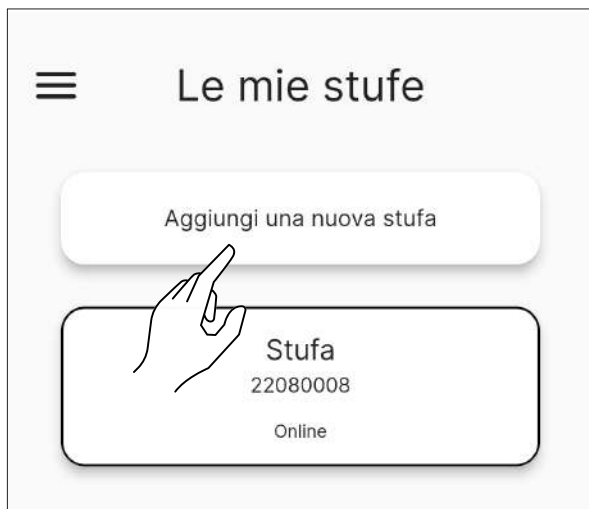 Le mie stufe
Aggiungi una nuova stufa
Stufa
22080008
Online